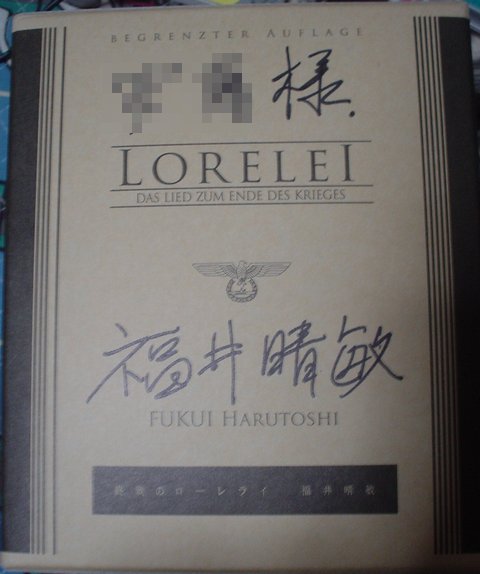 BEGRENZTER AUFLAGE
様
LORELEI
DAS LIED ZUM ENDE DES KRIEGES
福井晴敏
FUKUI HARUTOSHI
終戦のローレライ 福井晴敏